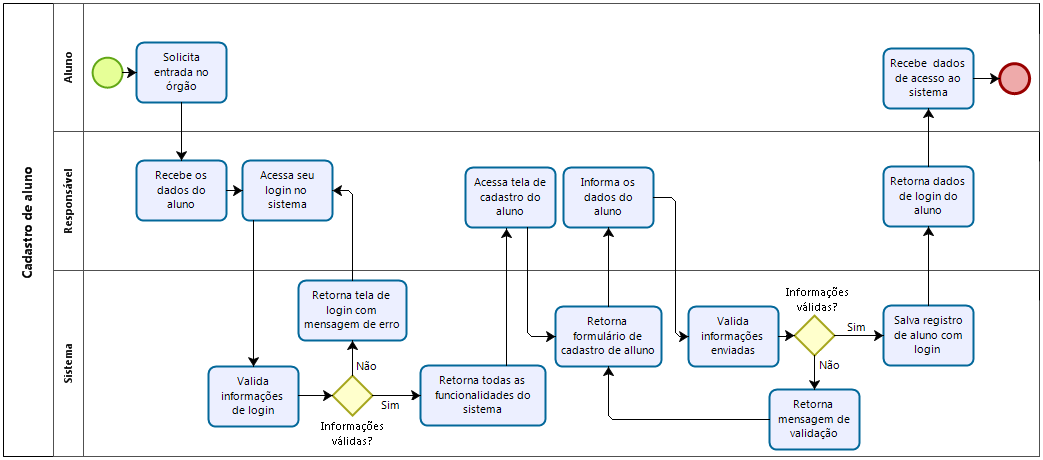 Cadastro de aluno
Aluno
Solicita
entrada no
órgão
Recebe dados
de acesso ao
sistema
Responsável
Recebe os
dados do
aluno
Acessa seu
login no
sistema
Acessa tela de
cadastro do
aluno
Informa os
dados do
aluno
Retorna dados
de login do
aluno
Sistema
Retorna tela de
login com
mensagem de erro
Valida
informações
de login
Não
Sim
Informações
válidas?
Retorna todas as
funcionalidades do
sistema
Retorna
formulário de
cadastro de alluno
Valida
informações
enviadas
Informações
válidas?
Sim
Não
Salva registro
de aluno com
login
Retorna
mensagem de
validação